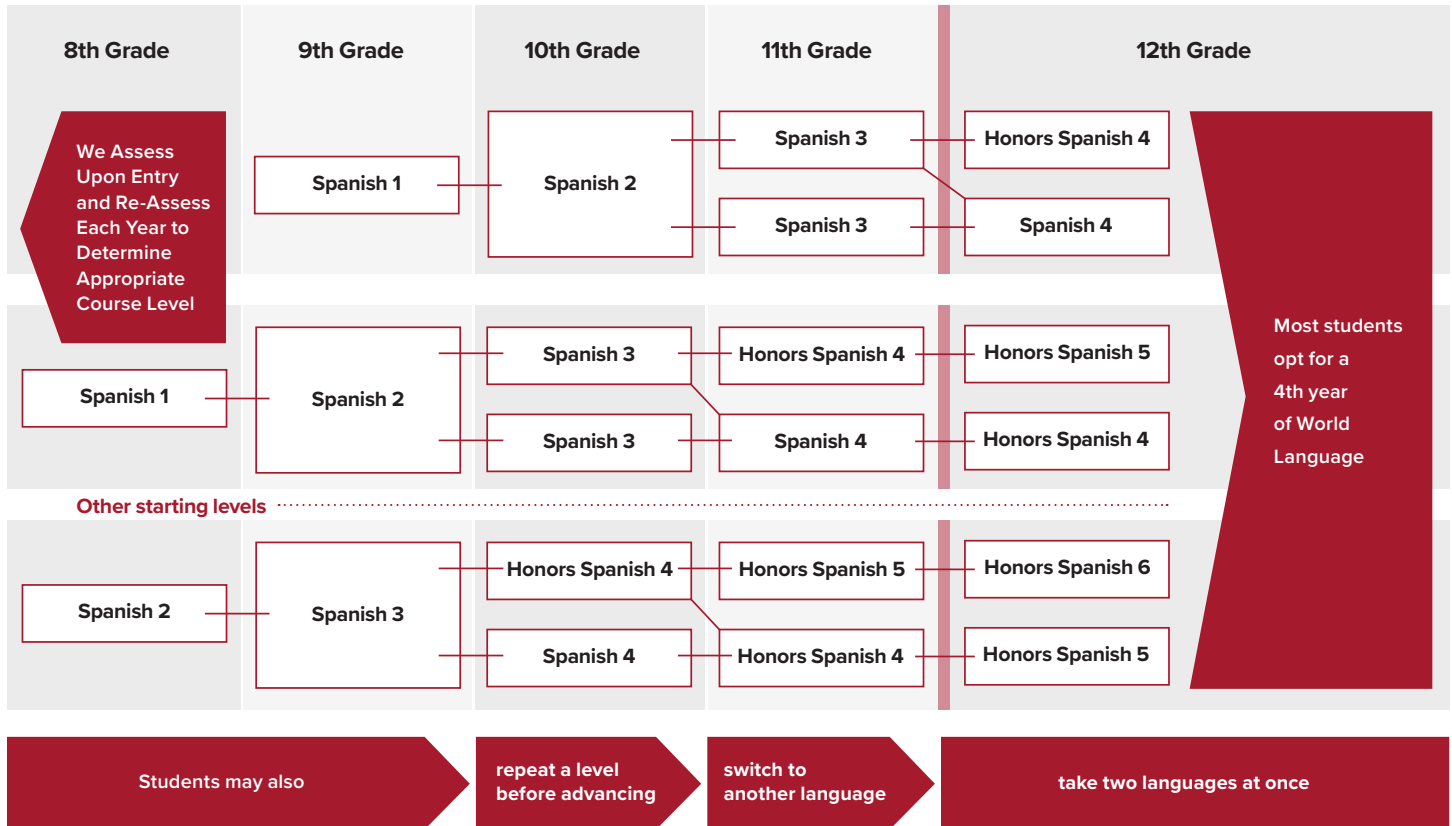 8th Grade
9th Grade
10th Grade
11th Grade
12th Grade
We Assess
Upon Entry
and Re-Assess
Each Year to
Determine
Appropriate
Course Level
Spanish 1
Spanish 2
Spanish 3
Honors Spanish 4
Spanish 3
Spanish 4
Spanish 1
Spanish 2
Spanish 3
Honors Spanish 4
Honors Spanish 5
Spanish 3
Spanish 4
Honors Spanish 4
Most students
opt for a
4th year
of World
Language
Other starting levels
Spanish 2
Spanish 3
Honors Spanish 4
Honors Spanish 5
Honors Spanish 6
Spanish 4
Honors Spanish 4
Honors Spanish 5
Students may also
repeat a level
before advancing
switch to
another language
take two languages at once